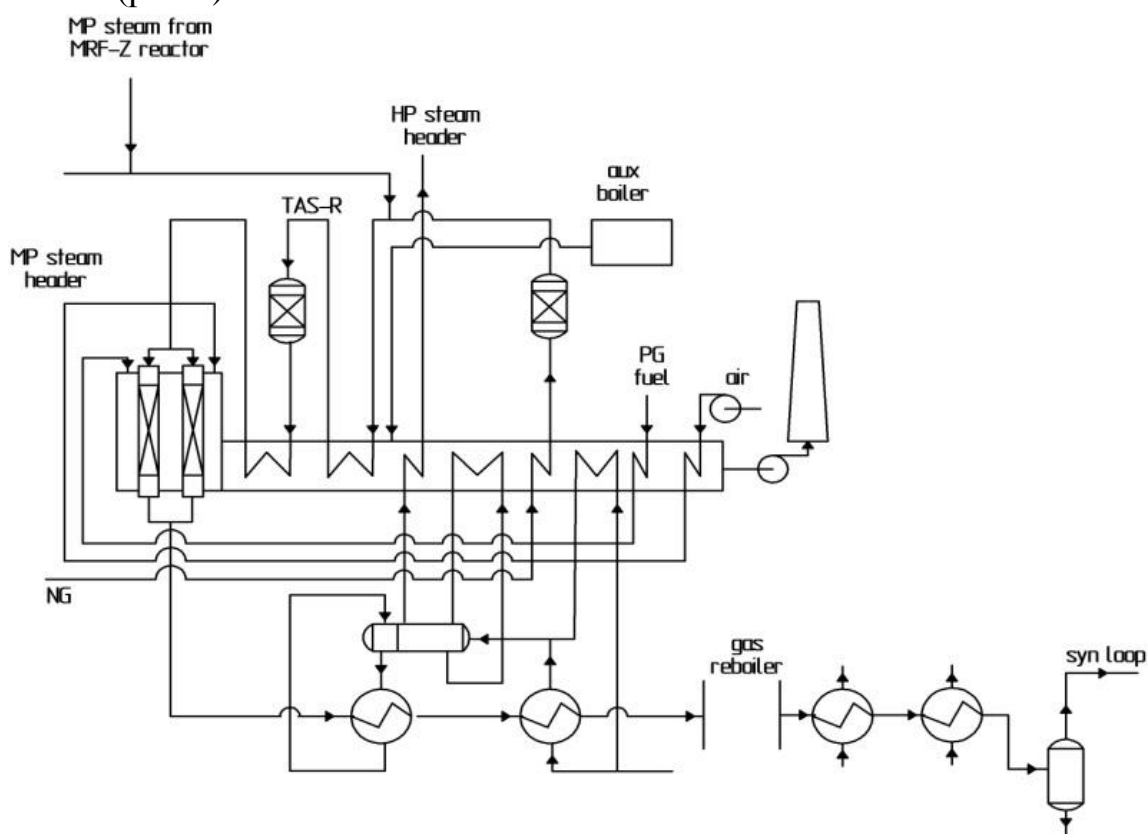 MP steam from
MRF-Z reactor
HP steam
header
aux
boiler
TAS-R
MP steam
header
PG
fuel
air
NG
gas
reboiler
syn loop